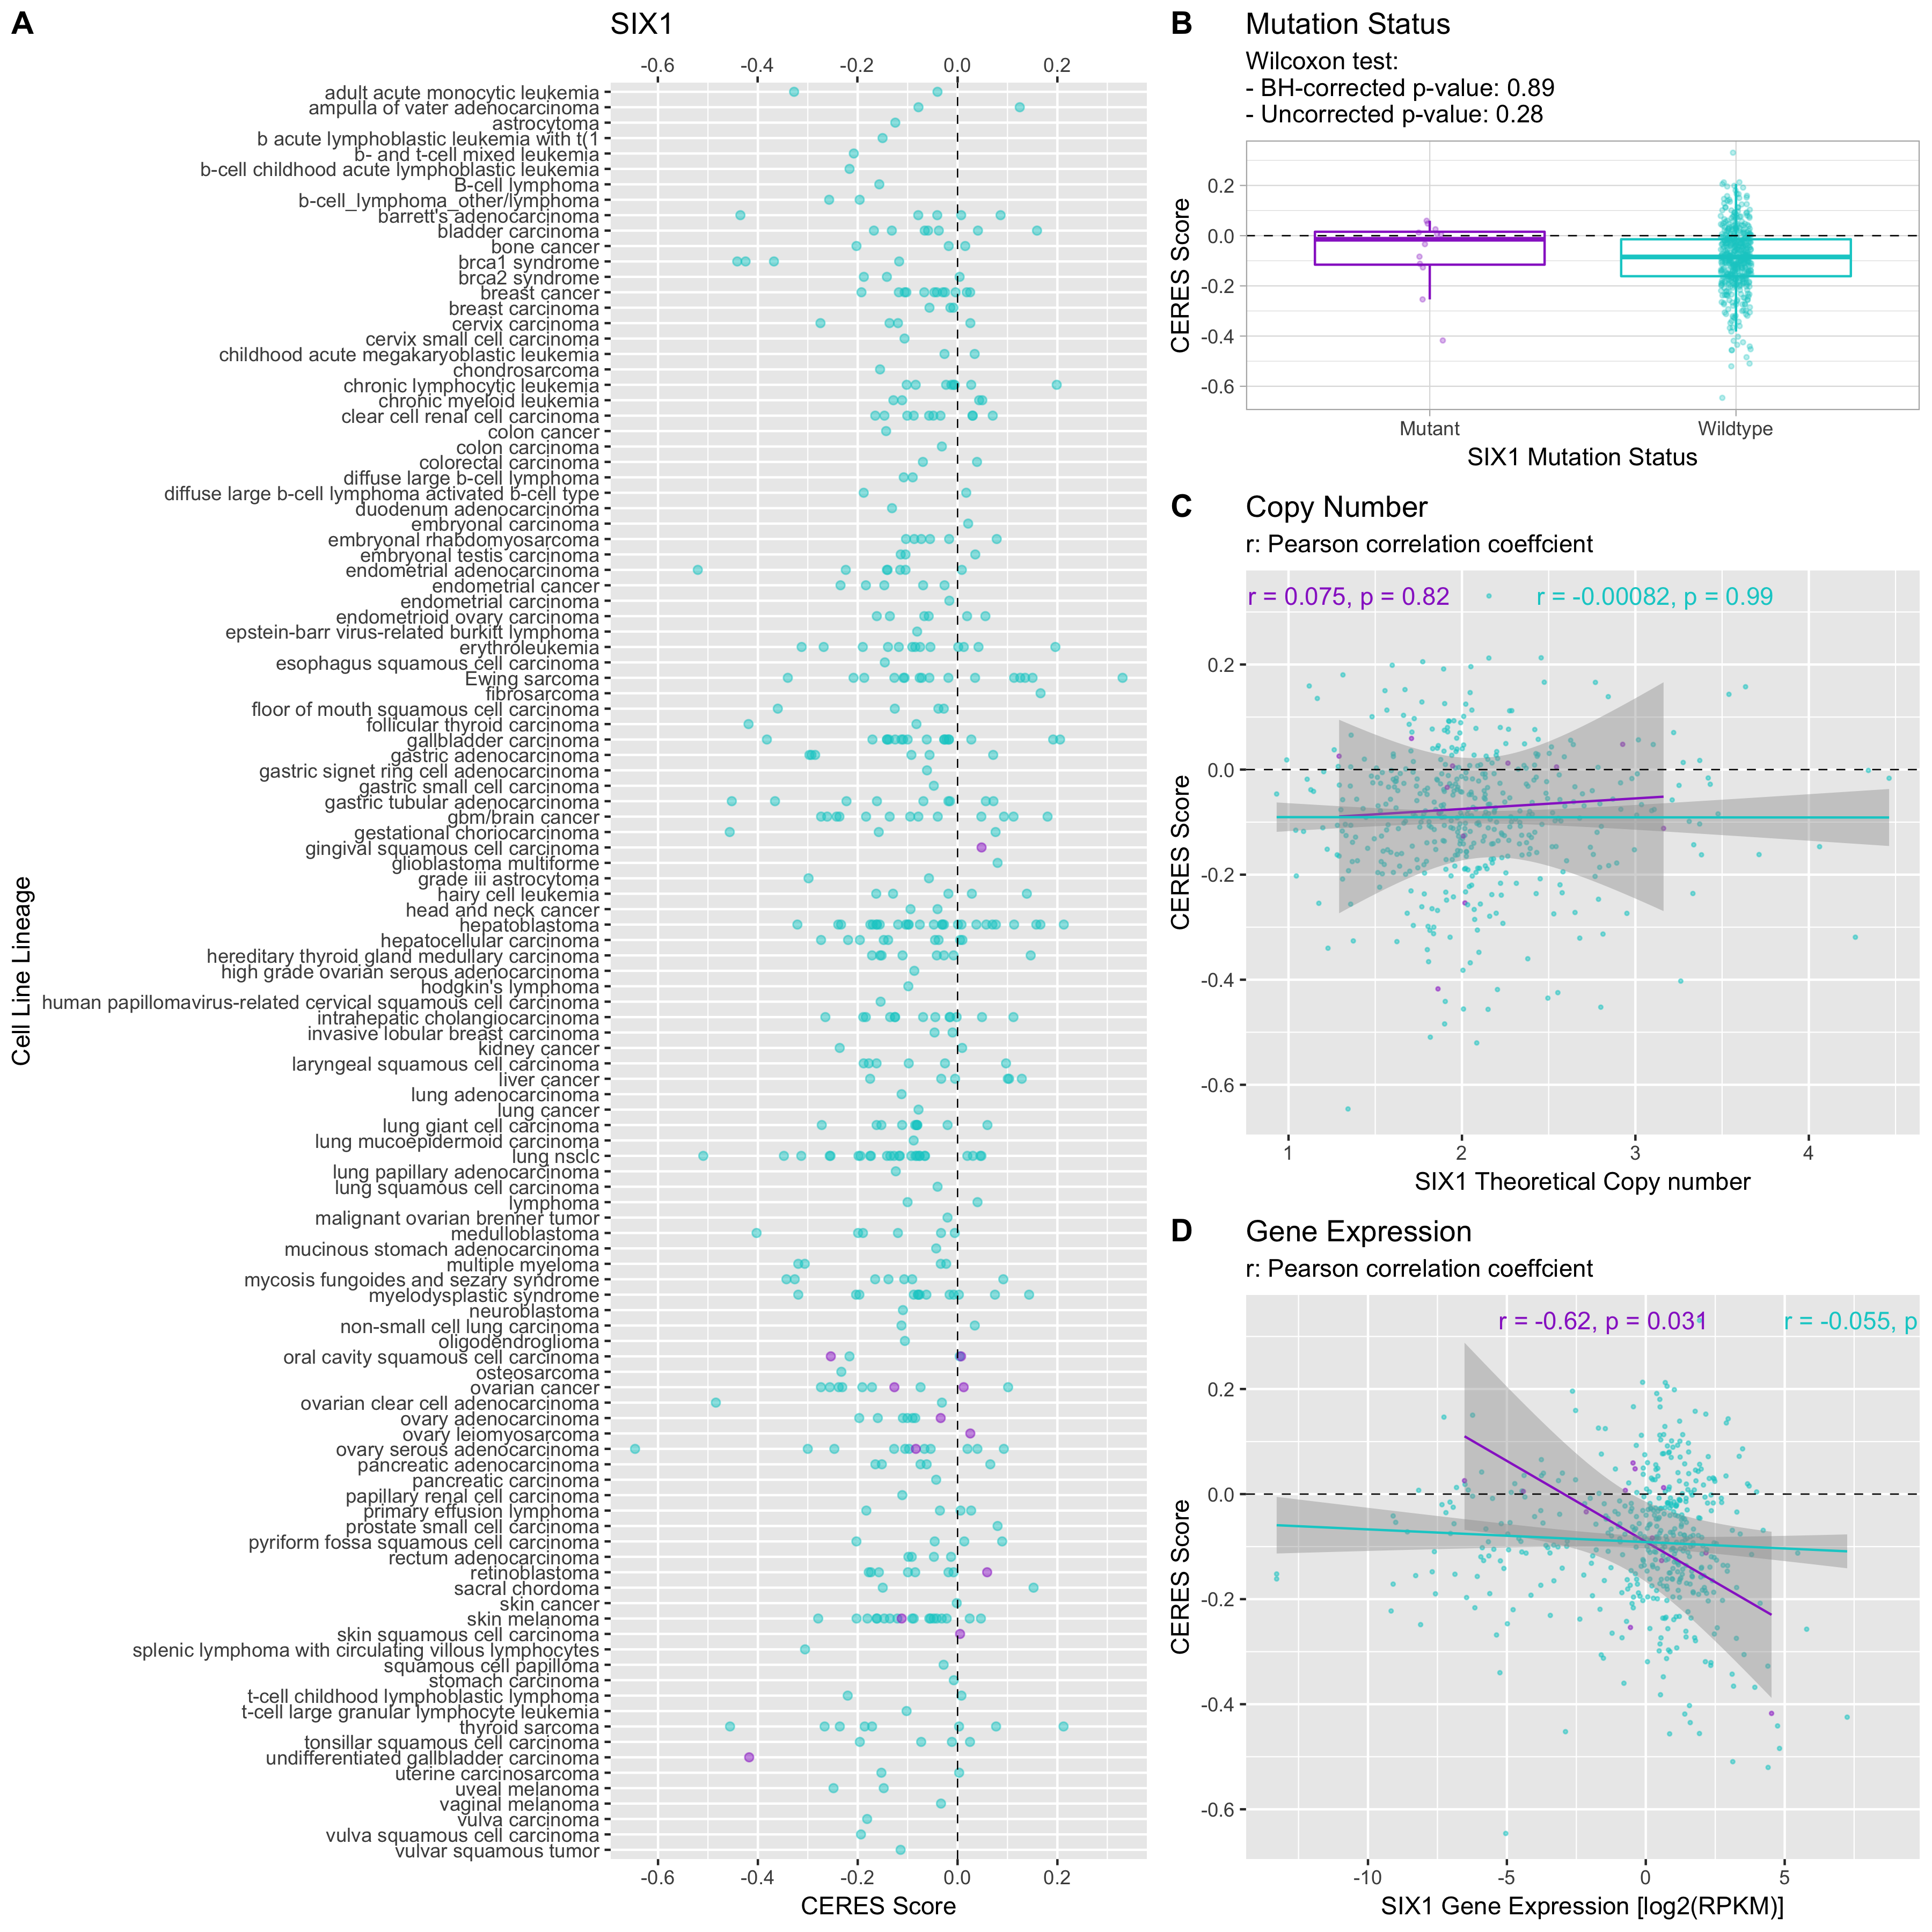 A
SIX1
-0.6 -0.4 -0.2 0.0 0.2
Cell Line Lineage
adult acute monocytic leukemia
ampulla of vater adenocarcinoma
astrocytoma
b acute lymphoblastic leukemia with t(1
b- and t-cell mixed leukemia
b-cell childhood acute lymphoblastic leukemia
B-cell lymphoma
b-cell_lymphoma_other/lymphoma
barrett's adenocarcinoma
bladder carcinoma
bone cancer
brca1 syndrome
brca2 syndrome
breast cancer
breast carcinoma
cervix carcinoma
cervix small cell carcinoma
childhood acute megakaryoblastic leukemia
chondrosarcoma
chronic lymphocytic leukemia
chronic myeloid leukemia
clear cell renal cell carcinoma
colon cancer
colon carcinoma
colorectal carcinoma
diffuse large b-cell lymphoma
diffuse large b-cell lymphoma activated b-cell type
duodenum adenocarcinoma
embryonal carcinoma
embryonal rhabdomyosarcoma
embryonal testis carcinoma
endometrial adenocarcinoma
endometrial cancer
endometrial carcinoma
endometrioid ovary carcinoma
epstein-barr virus-related burkitt lymphoma
erythroleukemia
esophagus squamous cell carcinoma
Ewing sarcoma
fibrosarcoma
floor of mouth squamous cell carcinoma
follicular thyroid carcinoma
gallbladder carcinoma
gastric adenocarcinoma
gastric signet ring cell adenocarcinoma
gastric small cell carcinoma
gastric tubular adenocarcinoma
gbm/brain cancer
gestational choriocarcinoma
gingival squamous cell carcinoma
glioblastoma multiforme
grade iii astrocytoma
hairy cell leukemia
head and neck cancer
hepatoblastoma
hepatocellular carcinoma
hereditary thyroid gland medullary carcinoma
high grade ovarian serous adenocarcinoma
hodgkin's lymphoma
human papillomavirus-related cervical squamous cell carcinoma
intrahepatic cholangiocarcinoma
invasive lobular breast carcinoma
kidney cancer
laryngeal squamous cell carcinoma
liver cancer
lung adenocarcinoma
lung cancer
lung giant cell carcinoma
lung mucoepidermoid carcinoma
lung nsclc
lung papillary adenocarcinoma
lung squamous cell carcinoma
lymphoma
malignant ovarian brenner tumor
medulloblastoma
mucinous stomach adenocarcinoma
multiple myeloma
mycosis fungoides and sezary syndrome
myelodysplastic syndrome
neuroblastoma
non-small cell lung carcinoma
oligodendroglioma
oral cavity squamous cell carcinoma
osteosarcoma
ovarian cancer
ovarian clear cell adenocarcinoma
ovary adenocarcinoma
ovary leiomyosarcoma
ovary serous adenocarcinoma
pancreatic adenocarcinoma
pancreatic carcinoma
papillary renal cell carcinoma
primary effusion lymphoma
prostate small cell carcinoma
pyriform fossa squamous cell carcinoma
rectum adenocarcinoma
retinoblastoma
sacral chordoma
skin cancer
skin melanoma
skin squamous cell carcinoma
splenic lymphoma with circulating villous lymphocytes
squamous cell papilloma
stomach carcinoma
t-cell childhood lymphoblastic lymphoma
t-cell large granular lymphocyte leukemia
thyroid sarcoma
tonsillar squamous cell carcinoma
undifferentiated gallbladder carcinoma
uterine carcinosarcoma
uveal melanoma
vaginal melanoma
vulva carcinoma
vulva squamous cell carcinoma
vulvar squamous tumor
-0.6 -0.4 -0.2 0.0 0.2
CERES Score
B
Mutation Status
Wilcoxon test:
- BH-corrected p-value: 0.89
- Uncorrected p-value: 0.28
CERES Score
0.2
0.0
-0.2
-0.4
-0.6
Mutant Wildtype
SIX1 Mutation Status
C
Copy Number
r: Pearson correlation coeffcient
r = 0.075, p = 0.82 r = -0.00082, p = 0.99
CERES Score
0.2
0.0
-0.2
-0.4
-0.6
1 2 3 4
SIX1 Theoretical Copy number
D
Gene Expression
r: Pearson correlation coeffcient
r = -0.62, p = 0.031 r = -0.055, p
CERES Score
0.2
0.0
-0.2
-0.4
-0.6
-10 -5 0 5
SIX1 Gene Expression [log2(RPKM)]